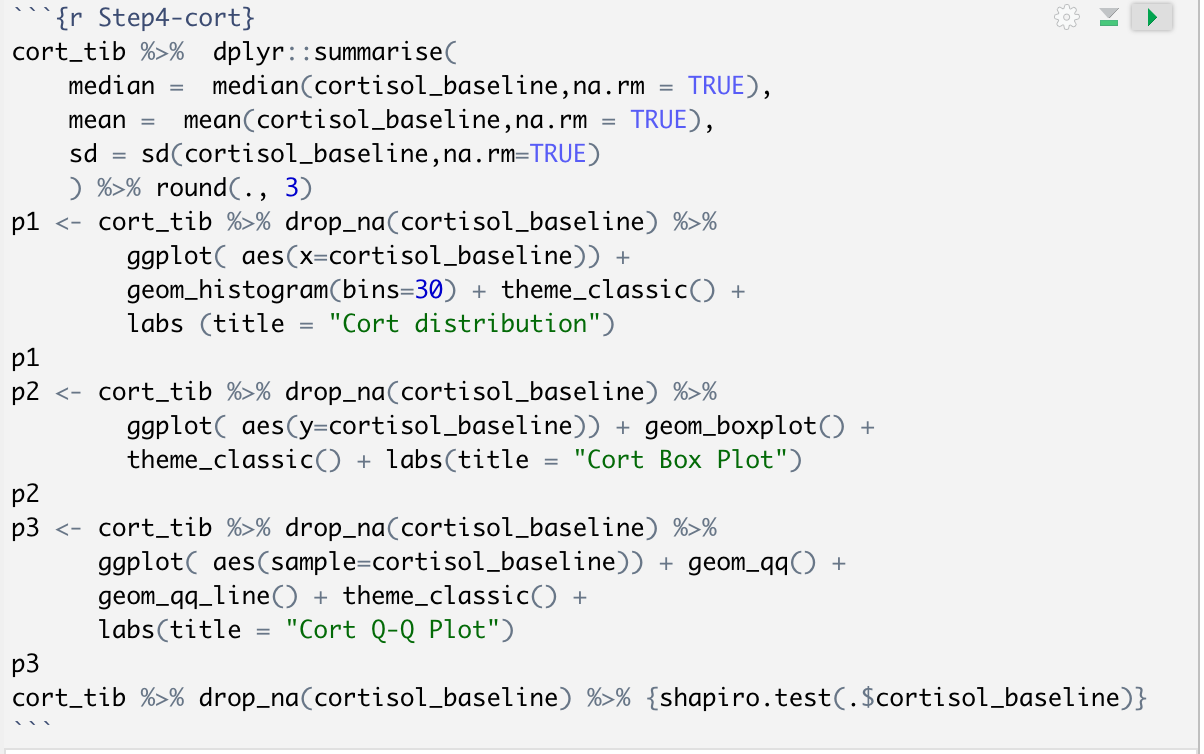 ```{r Step4-cort}
cort_tib %>%  dplyr::summarise(
    median =  median(cortisol_baseline,na.rm = TRUE),
    mean =  mean(cortisol_baseline,na.rm = TRUE),
    sd = sd(cortisol_baseline,na.rm=TRUE)
    ) %>% round(., 3)
p1 <- cort_tib %>% drop_na(cortisol_baseline) %>%
        ggplot( aes(x=cortisol_baseline)) +
        geom_histogram(bins=30) + theme_classic() +
        labs (title = "Cort distribution")
p1
p2 <- cort_tib %>% drop_na(cortisol_baseline) %>%
        ggplot( aes(y=cortisol_baseline)) + geom_boxplot() +
        theme_classic() + labs(title = "Cort Box Plot")
p2
p3 <- cort_tib %>% drop_na(cortisol_baseline) %>%
      ggplot( aes(sample=cortisol_baseline)) + geom_qq() +
      geom_qq_line() + theme_classic() +
      labs(title = "Cort Q-Q Plot")
p3
cort_tib %>% drop_na(cortisol_baseline) %>% {shapiro.test(.$cortisol_baseline)}
```